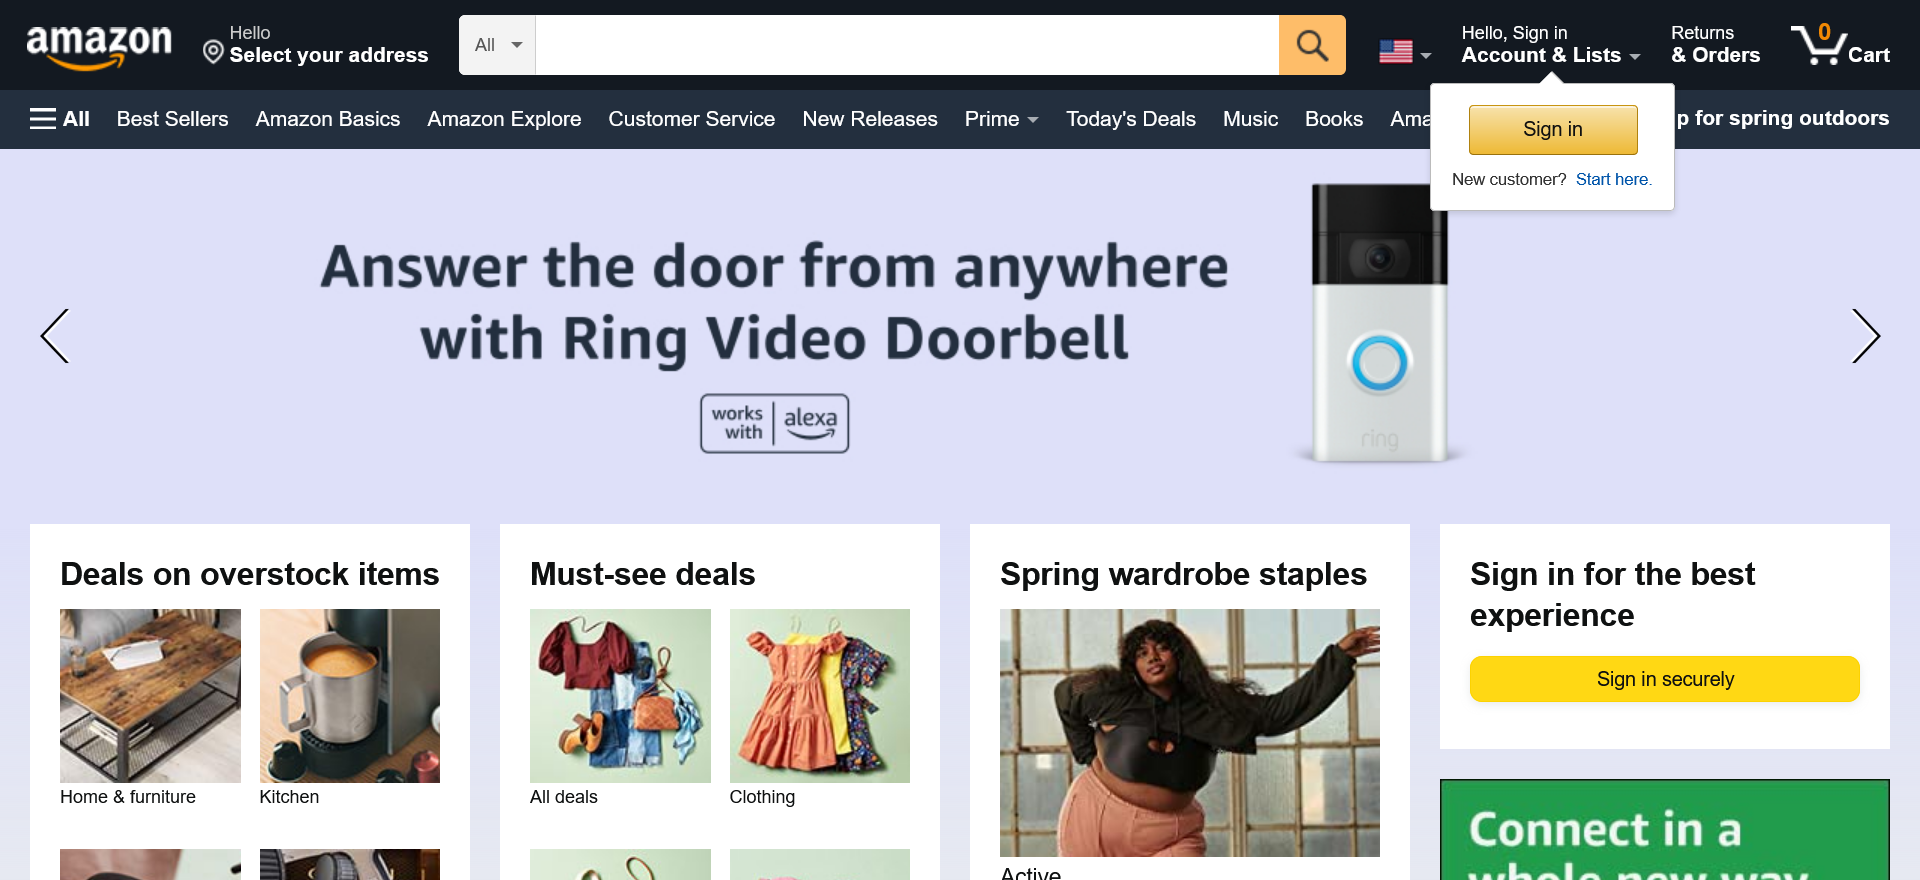 amazon
Hello
Select your address
All
Hello, Sign in
Account & Lists
Returns
& Orders
0
Cart
All
Best Sellers
Amazon Basics
Amazon Explore
Customer Service
New Releases
Prime
Today's Deals
Music
Books
for spring outdoors
Sign in
New customer? Start here.
Answer the door from anywhere
with Ring Video Doorbell
works
with
alexa
ring
Deals on overstock items
Home & furniture
Kitchen
Must-see deals
All deals
Clothing
Spring wardrobe staples
Active
Sign in for the best
experience
Sign in securely
Connect in a
whole new way